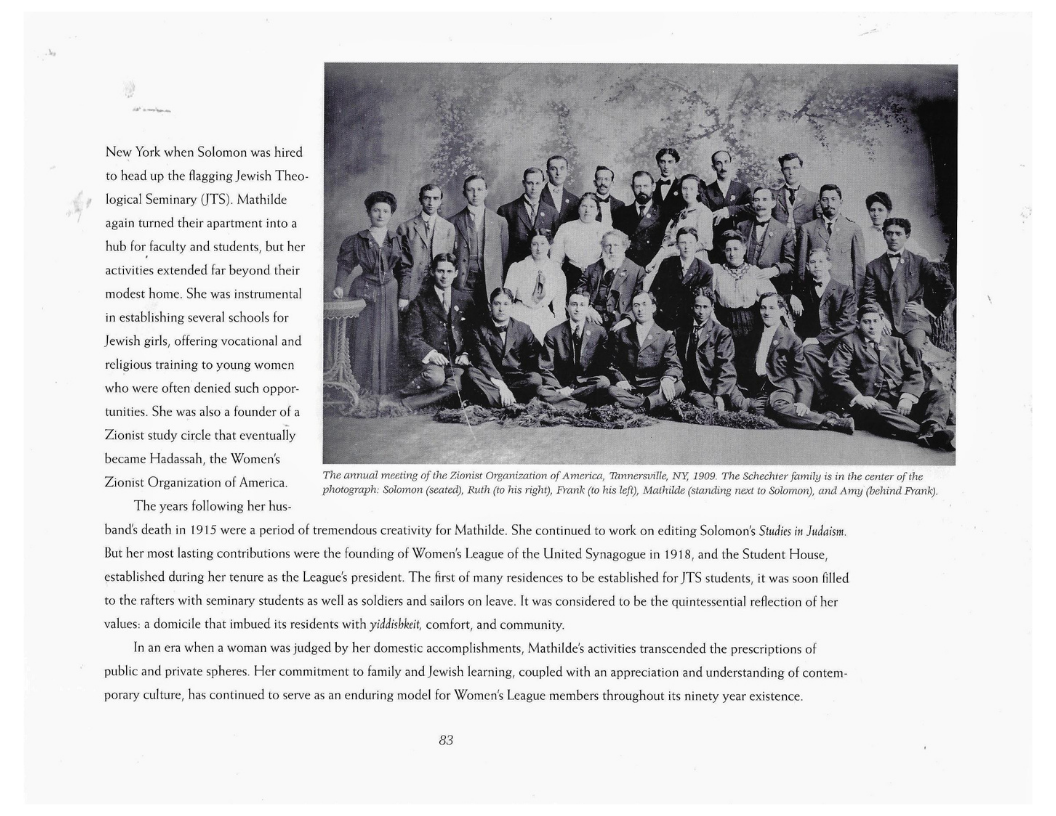 New York when Solomon was hired
to head up the flagging Jewish Theo-
logical Seminary (JTS). Mathilde
again turned their apartment into a
hub for faculty and students, but her
activities extended far beyond their
modest home. She was instrumental
in establishing several schools for
Jewish girls, offering vocational and
religious training to young women
who were often denied such oppor-
tunities. She was also a founder of a
Zionist study circle that eventually
became Hadassah, the Women's
Zionist Organization of America.
The annual meeting of the Zionist Organization of America, Tannersville, NY, 1909. The Schechter family is in the center of the
photograph: Solomon (seated), Ruth (to his right), Frank (to his left), Mathilde (standing next to Solomon), and Amy (behind Frank).
The years following her hus-
band's death in 1915 were a period of tremendous creativity for Mathilde. She continued to work on editing Solomon's Studies in Judaism.
But her most lasting contributions were the founding of Women's League of the United Synagogue in 1918, and the Student House,
established during her tenure as the League's president. The first of many residences to be established for JTS students, it was soon filled
to the rafters with seminary students as well as soldiers and sailors on leave. It was considered to be the quintessential reflection of her
values: a domicile that imbued its residents with yiddishkeit, comfort, and community.
In an era when a woman was judged by her domestic accomplishments, Mathilde's activities transcended the prescriptions of
public and private spheres. Her commitment to family and Jewish learning, coupled with an appreciation and understanding of contem-
porary culture, has continued to serve as an enduring model for Women's League members throughout its ninety year existence.
83